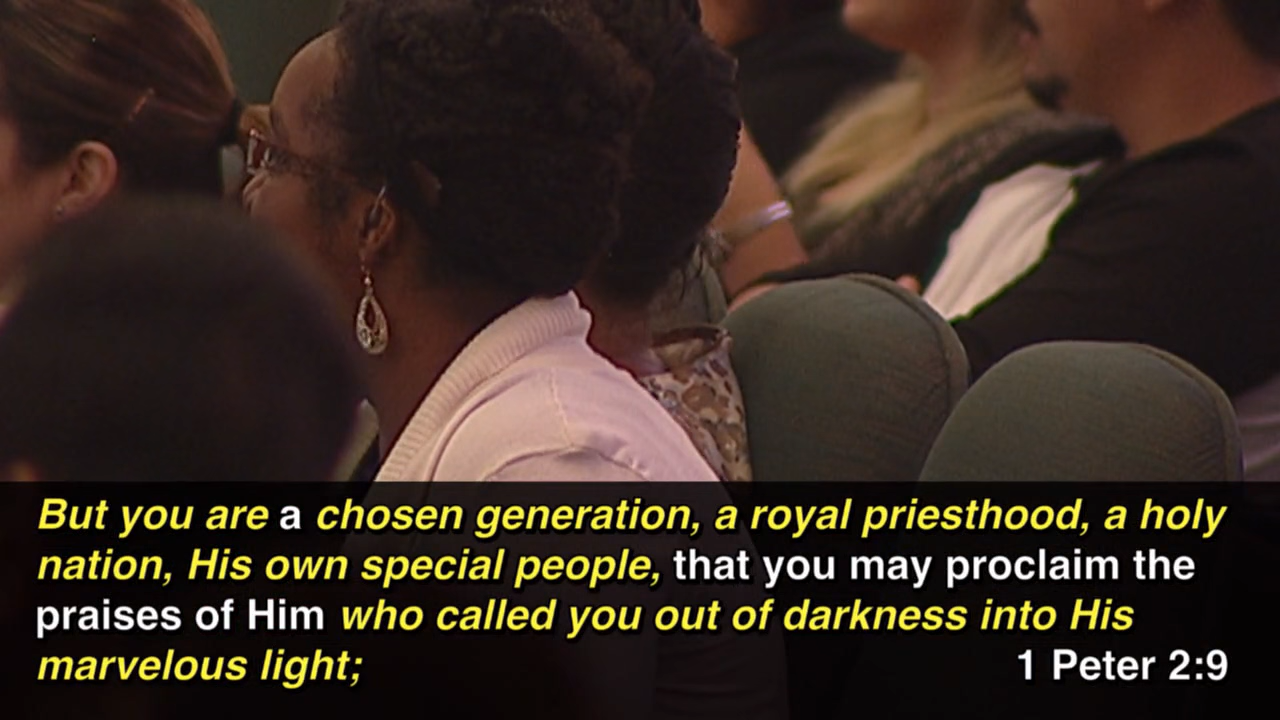 But you are a chosen generation, a royal priesthood, a holy
nation, His own special people, that you may proclaim the
praises of Him who called you out of darkness into His
marvelous light;
1 Peter 2:9